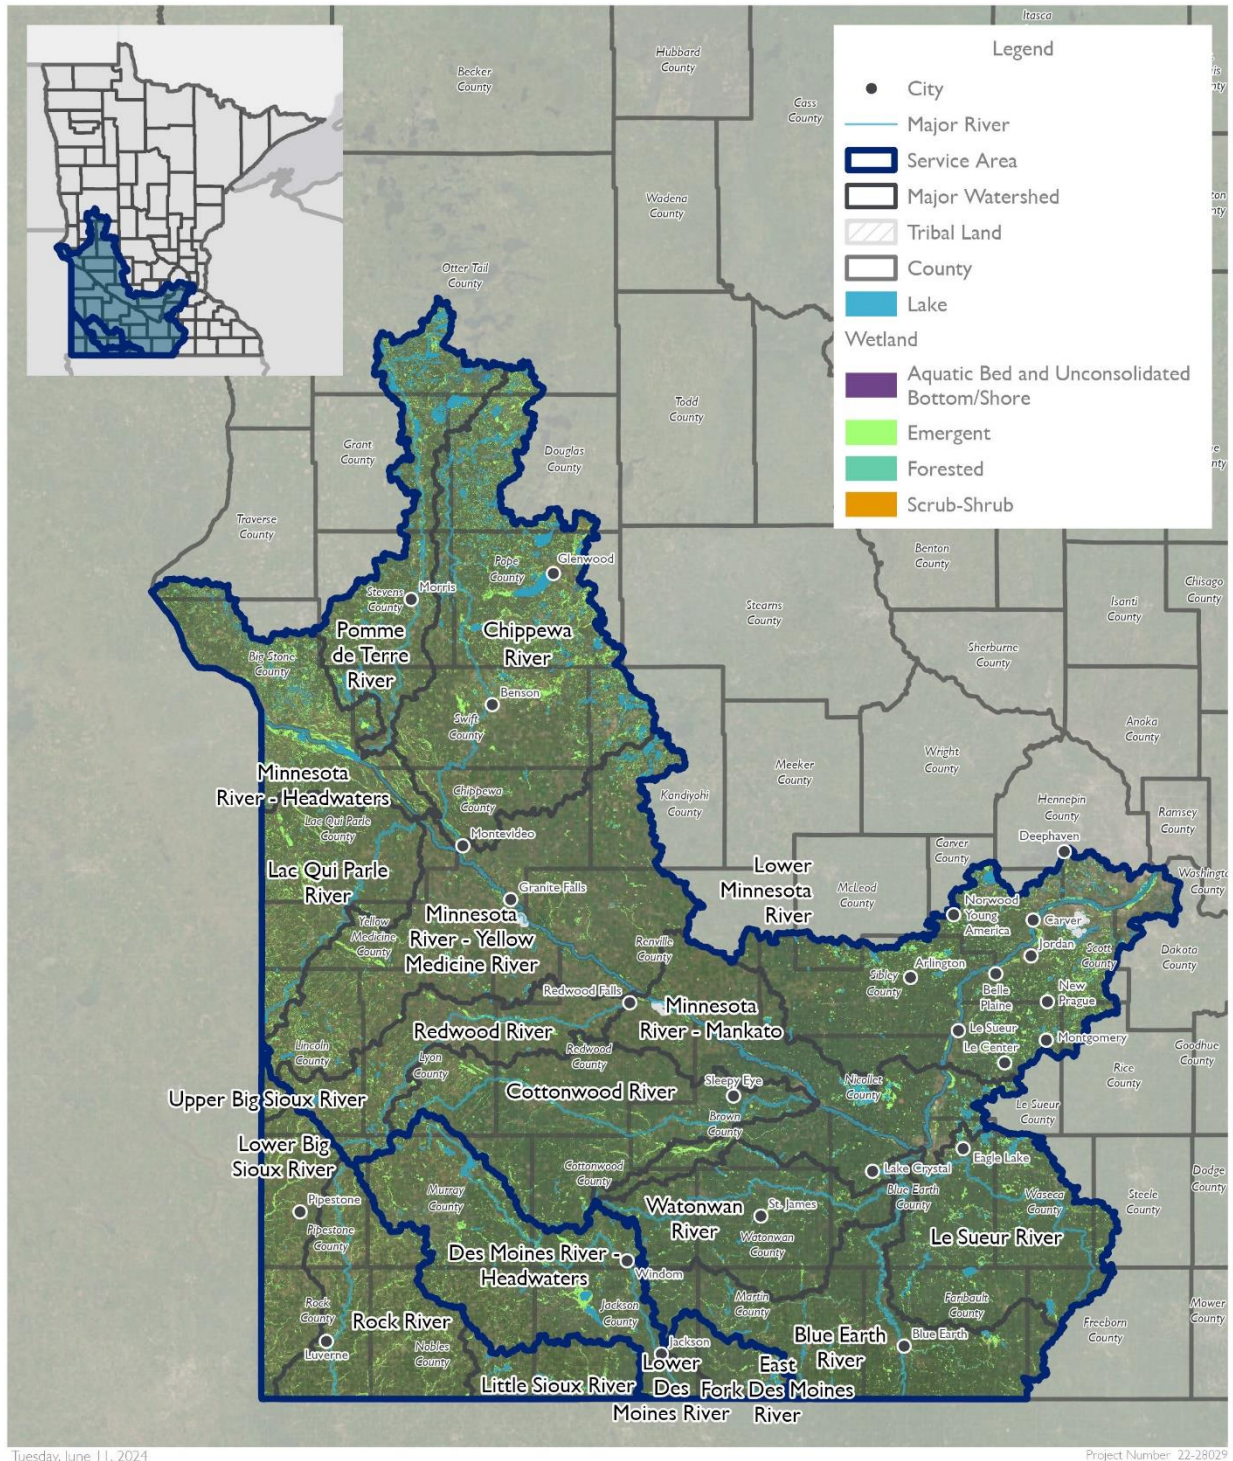 Itasca
Hubbard
County
Becker
County
Cass
County
Wadena
County
Otter Tail
County
Todd
County
Grant
County
Douglas
County
Traverse
County
Legend
City
Major River
Service Area
Major Watershed
Tribal Land
County
Lake
Wetland
Aquatic Bed and Unconsolidated
Bottom/Shore
Emergent
Forested
Scrub-Shrub
Benton
County
Chisago
County
Isanti
County
Stearns
County
Sherburne
County
Anoka
County
Wright
County
Meeker
County
Hennepin
County
Ramsey
County
Washingto
County
Kandiyohi
County
Carver
County
McLeod
County
Dakota
County
Pope
County
Glenwood
Stevens
County
Morris
Pomme
de Terre
River
Chippewa
River
Big Stone
County
Benson
Swift
County
Minnesota
River - Headwaters
Chippewa
County
Lac Qui Parle
County
Montevideo
Lac Qui Parle
River
Granite Falls
Minnesota
River - Yellow
Medicine River
Yellow
Medicine
County
Renville
County
Lower
Minnesota
River
Deephaven
Norwood
Young
America
Carver
Jordan
Scott
County
Sibley
County
Arlington
Belle
Plaine
New
Prague
Redwood Falls
Minnesota
River - Mankato
Le Sueur
Le Center
Montgomery
Goodhue
County
Rice
County
Redwood River
Redwood
County
Lincoln
County
Lyon
County
Cottonwood River
Sleepy Eye
Brown
County
Nicollet
County
Le Sueur
County
Upper Big Sioux River
Lower Big
Sioux River
Cottonwood
County
Lake Crystal
Eagle Lake
Blue Earth
County
Waseca
County
Steele
County
Dodge
County
Pipestone
Pipestone
County
Murray
County
Watonwan
River
St. James
Watonwan
County
Le Sueur River
Des Moines River -
Headwaters
Windom
Jackson
County
Martin
County
Faribault
County
Freeborn
County
Mower
County
Rock
County
Rock River
Luverne
Nobles
County
Jackson
Blue Earth
River
Blue Earth
Little Sioux River
Lower
Des
Moines River
East
Fork Des Moines
River
Tuesday, June 11, 2024
Project Number 22-28029